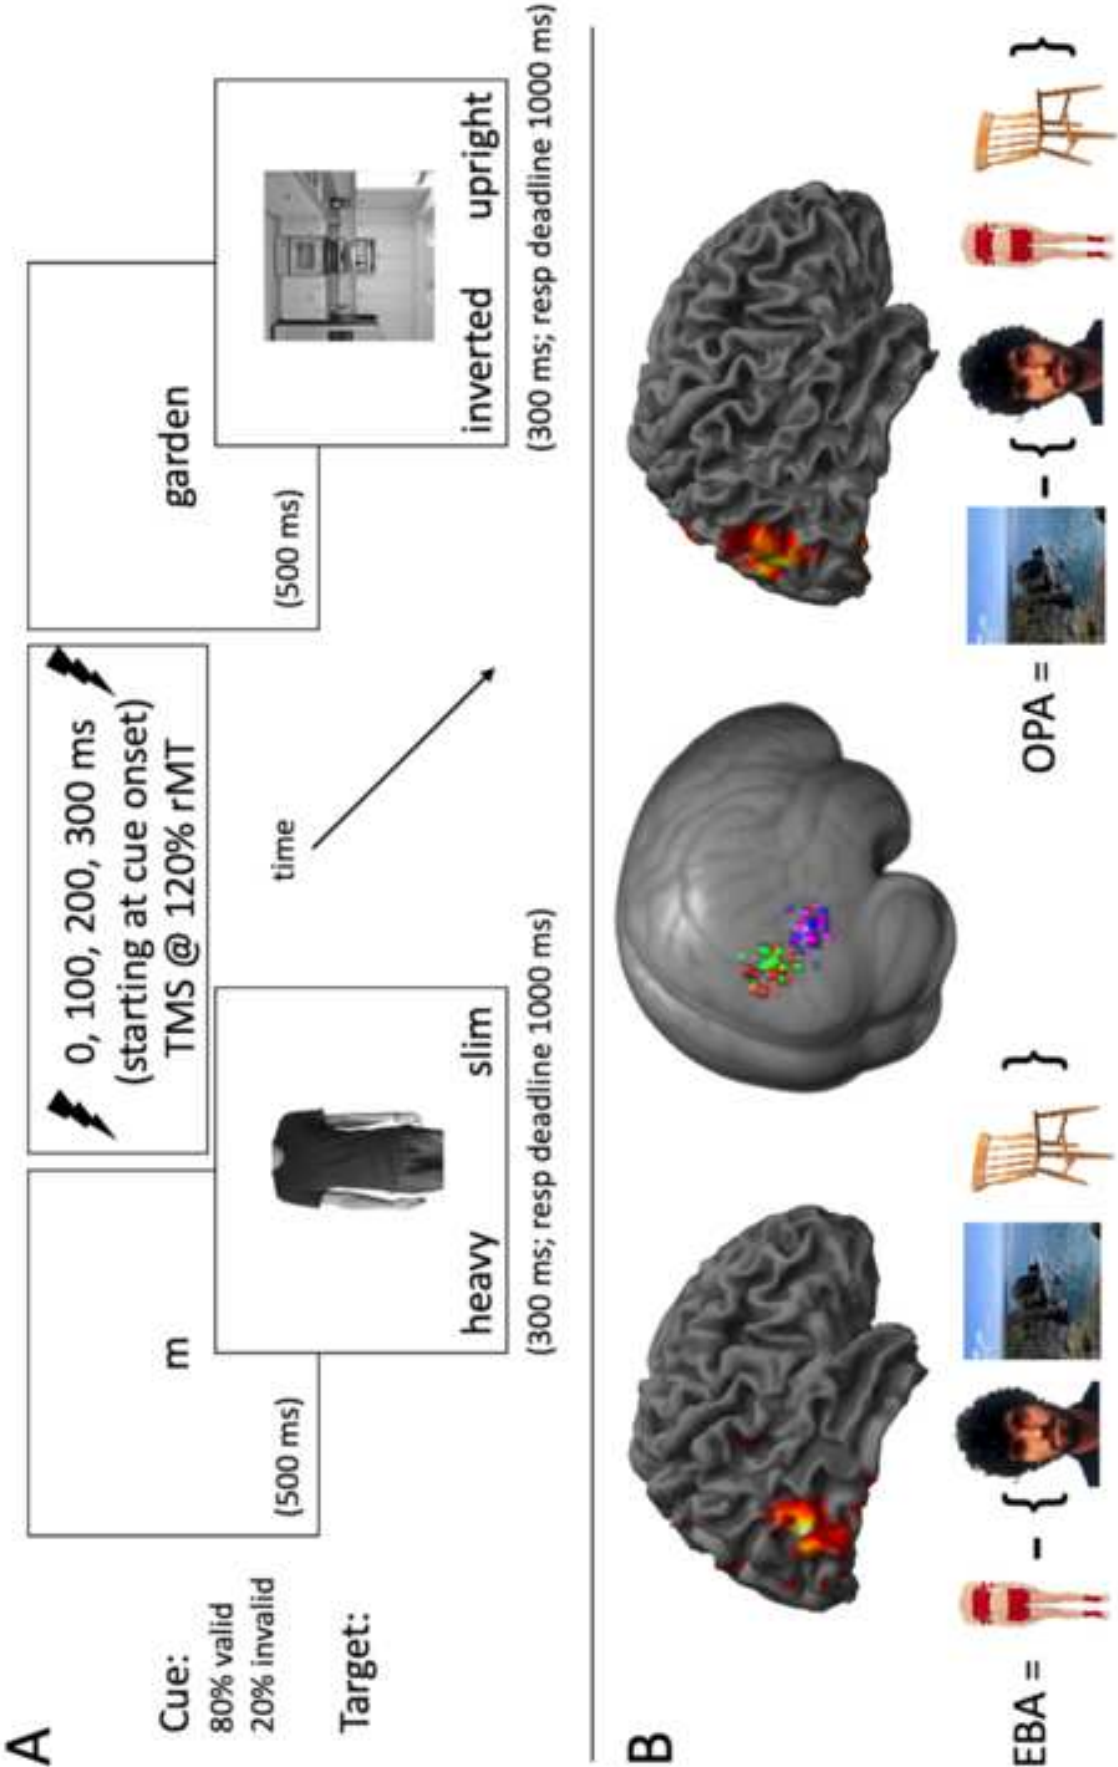 A
Cue:
80% valid
20% invalid
Target:
m
(500 ms)
0, 100, 200, 300 ms
(starting at cue onset)
TMS @ 120% rMT
heavy slim
(300 ms; resp deadline 1000 ms)
time
garden
(500 ms)
inverted upright
(300 ms; resp deadline 1000 ms)
B
EBA = - { }
OPA = - { }